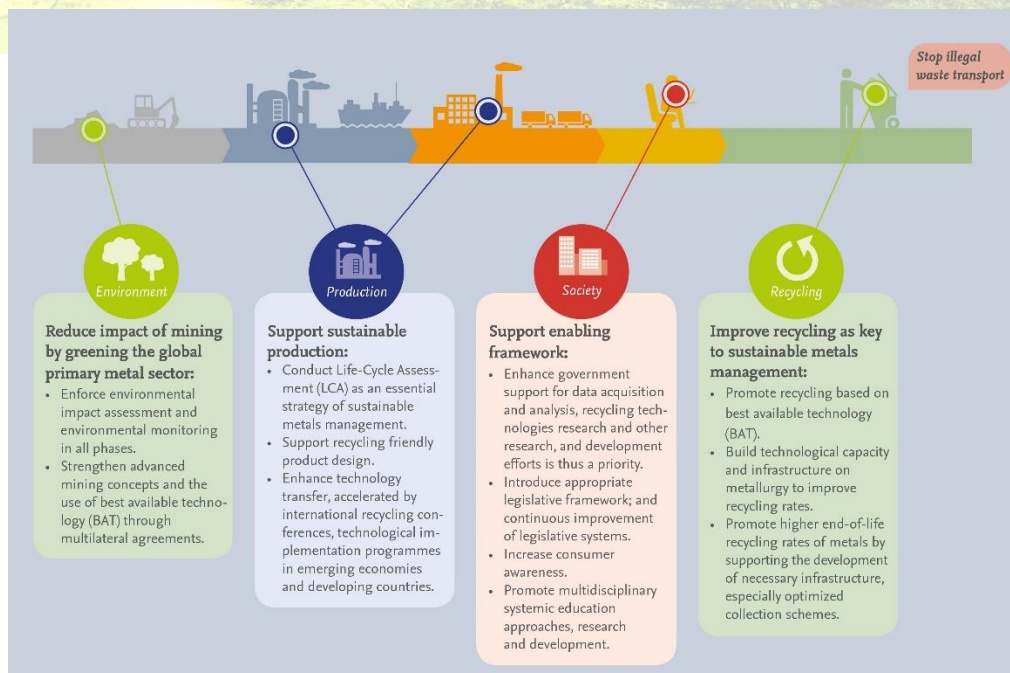 Stop illegal
waste transport
Environment
Reduce impact of mining
by greening the global
primary metal sector:
• Enforce environmental
impact assessment and
environmental monitoring
in all phases.
• Strengthen advanced
mining concepts and the
use of best available techno-
logy (BAT) through
multilateral agreements.
Production
Support sustainable
production:
• Conduct Life-Cycle Assess-
ment (LCA) as an essential
strategy of sustainable
metals management.
• Support recycling friendly
product design.
• Enhance technology
transfer, accelerated by
international recycling con-
ferences, technological im-
plementation programmes
in emerging economies
and developing countries.
Society
Support enabling
framework:
• Enhance government
support for data acquisition
and analysis, recycling tech-
nologies research and other
research, and development
efforts is thus a priority.
• Introduce appropriate
legislative framework; and
continuous improvement
of legislative systems.
• Increase consumer
awareness.
• Promote multidisciplinary
systemic education
approaches, research
and development.
Recycling
Improve recycling as key
to sustainable metals
management:
• Promote recycling based on
best available technology
(BAT).
• Build technological capacity
and infrastructure on
metallurgy to improve
recycling rates.
• Promote higher end-of-life
recycling rates of metals by
supporting the development
of necessary infrastructure,
especially optimized
collection schemes.